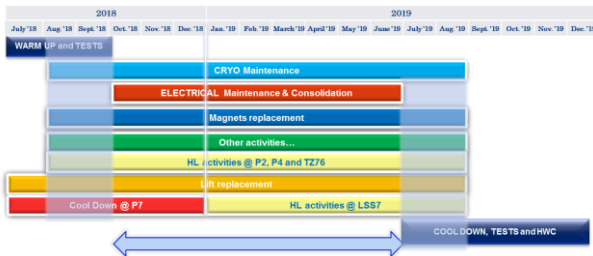 2018 2019
July '18 Aug. '18 Sept. '18 Oct. '18 Nov. '18 Dec. '18 Jan. '19 Feb. '19 March '19 April '19 May '19 June '19 July '19 Aug. '19 Sept. '19 Oct. '19 Nov. '19 Dec. '19
WARM UP and TESTS
CRYO Maintenance
ELECTRICAL Maintenance & Consolidation
Magnets replacement
Other activities...
HL activities @ P2, P4 and TZ76
Lift replacement
Cool Down @ P7 HL activities @ LSS7
COOL DOWN, TESTS and HWC